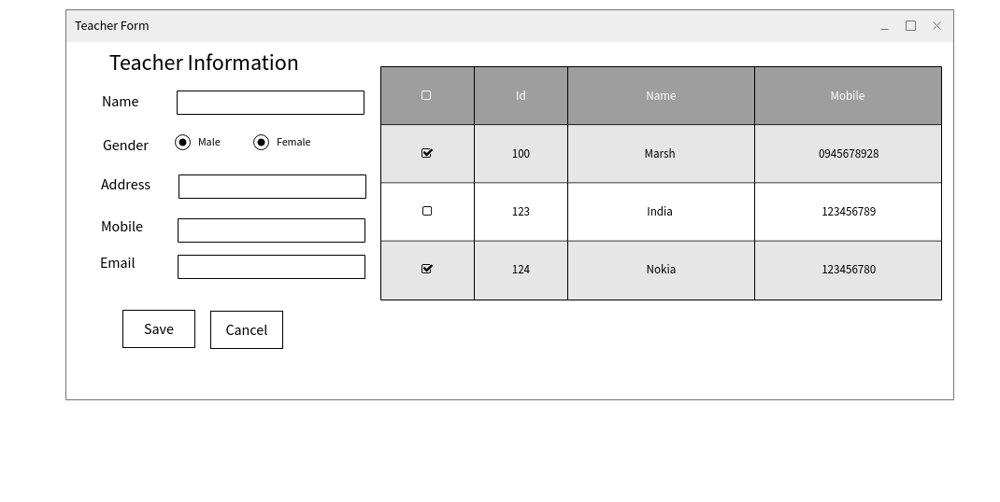 Teacher Form
Teacher Information
Name
Gender Male Female
Address
Mobile
Email
Save Cancel
Id Name Mobile
100 Marsh 0945678928
123 India 123456789
124 Nokia 123456780